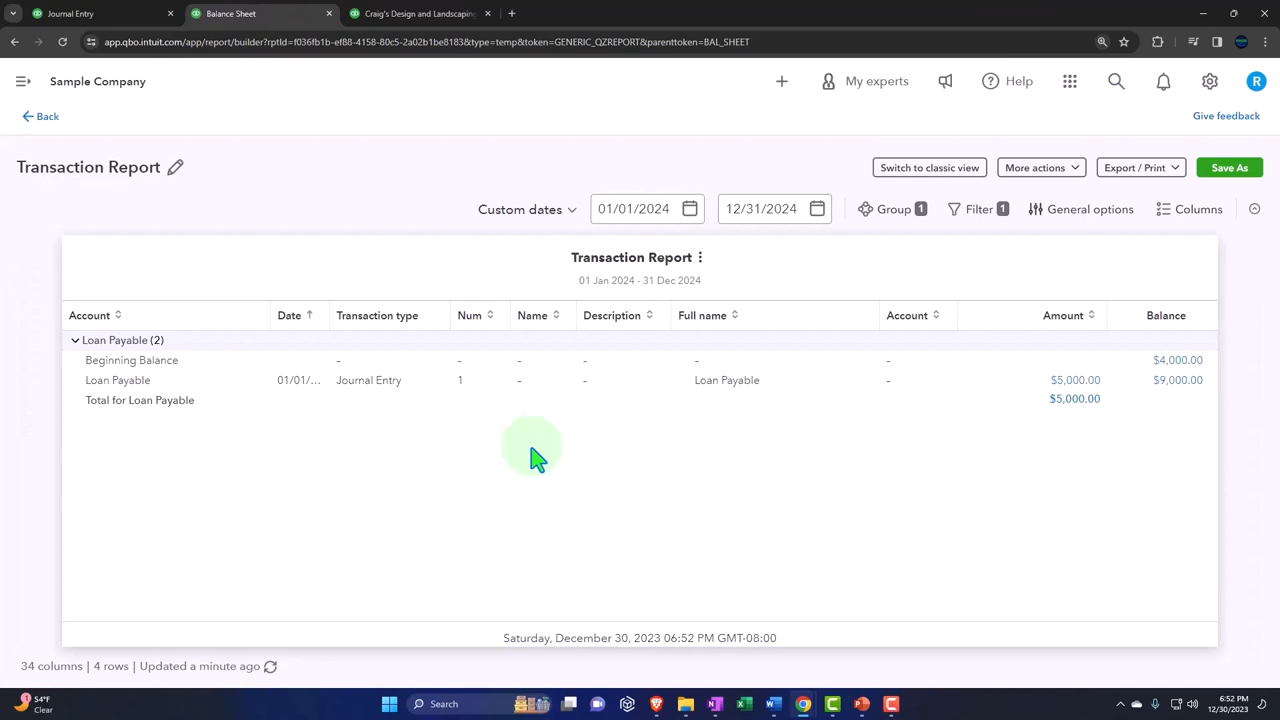 Journal Entry
Balance Sheet
Craig's Design and Landscaping
app.qbo.intuit.com/app/report/builder?rptId=f036fb1b-ef88-4158-80c5-2a02b1be8183&type=temp&token=GENERIC_QZREPORT&parenttoken=BAL_SHEET
Sample Company
My experts
Help
R
Back
Give feedback
Transaction Report
Switch to classic view
More actions
Export / Print
Save As
Custom dates
01/01/2024
12/31/2024
Group 1
Filter 1
General options
Columns
Transaction Report
01 Jan 2024 - 31 Dec 2024
Account Date Transaction type Num Name Description Full name Account Amount Balance
Loan Payable (2)
Beginning Balance – – – – – – $4,000.00
Loan Payable 01/01/... Journal Entry 1 – – Loan Payable – $5,000.00 $9,000.00
Total for Loan Payable $5,000.00
Saturday, December 30, 2023 06:52 PM GMT-08:00
34 columns | 4 rows | Updated a minute ago
54°F
Clear
Search
6:52 PM
12/30/2023